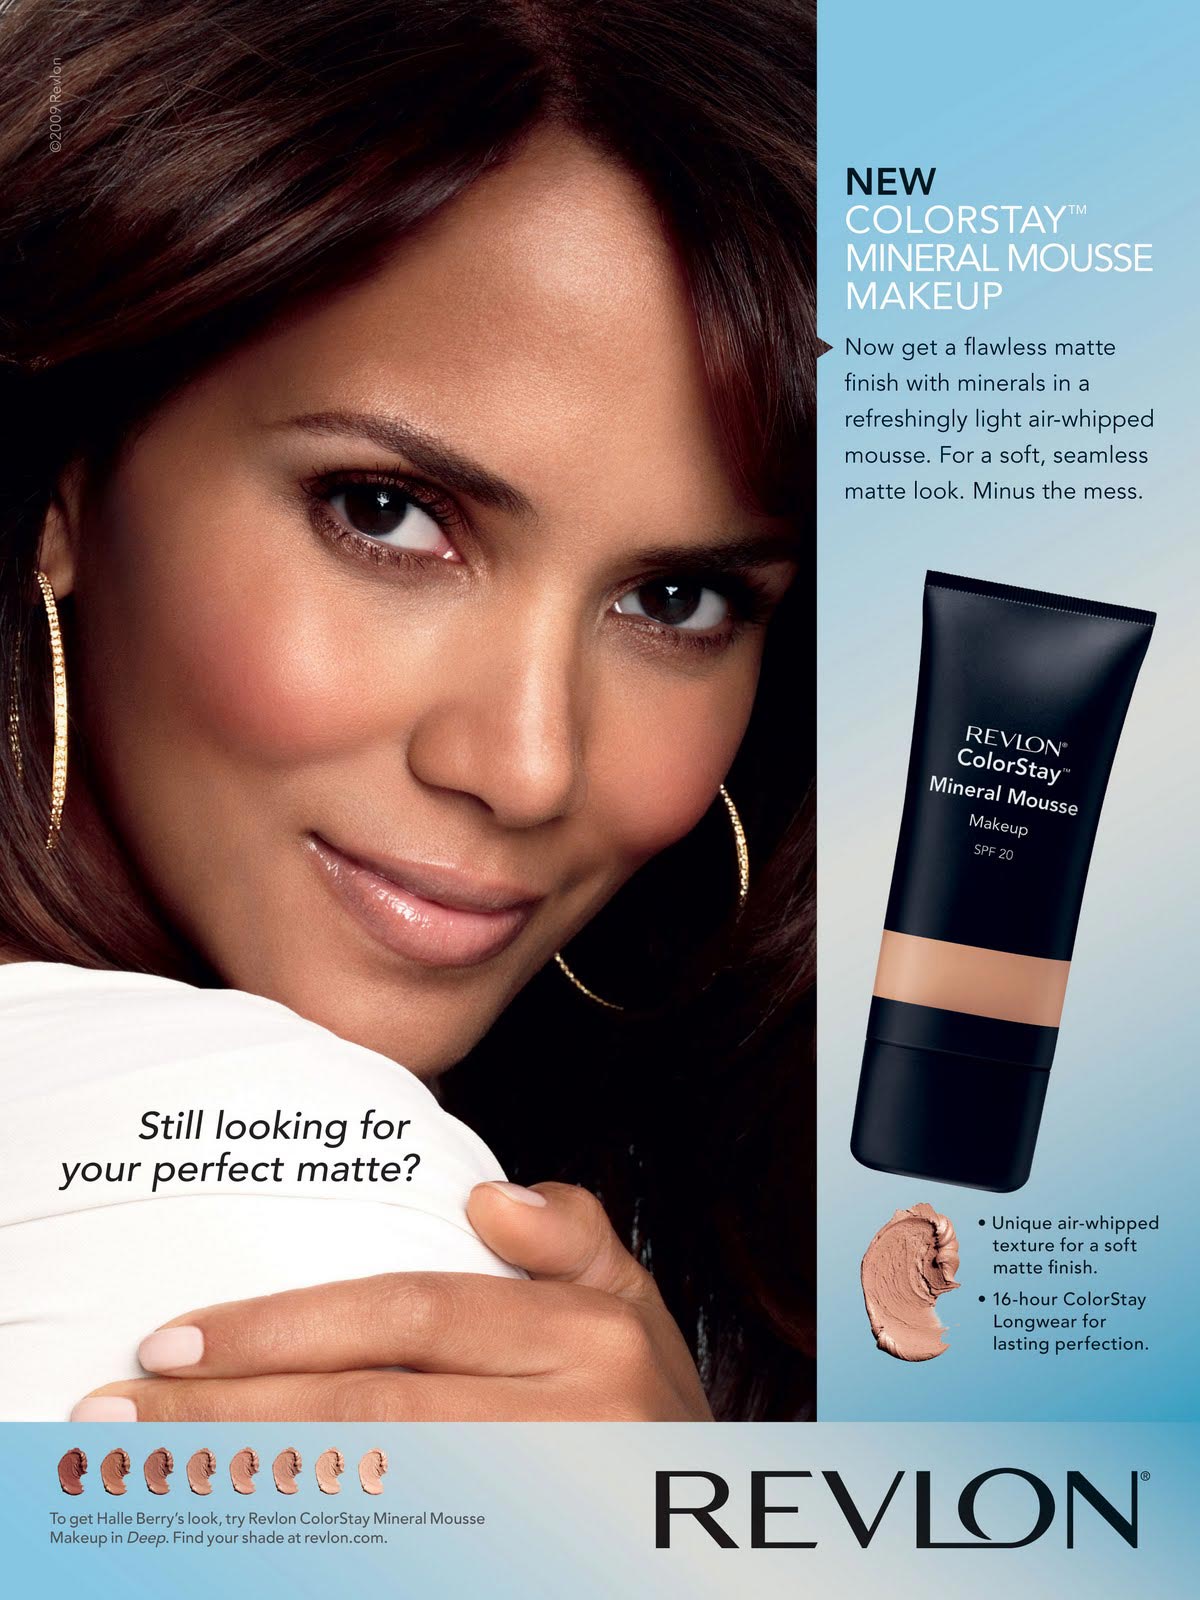 ©2009 Revlon
NEW
COLORSTAY™
MINERAL MOUSSE
MAKEUP
Now get a flawless matte
finish with minerals in a
refreshingly light air-whipped
mousse. For a soft, seamless
matte look. Minus the mess.
REVLON®
ColorStay™
Mineral Mousse
Makeup
SPF 20
Still looking for
your perfect matte?
• Unique air-whipped
texture for a soft
matte finish.
• 16-hour ColorStay
Longwear for
lasting perfection.
To get Halle Berry's look, try Revlon ColorStay Mineral Mousse
Makeup in Deep. Find your shade at revlon.com.
REVLON®